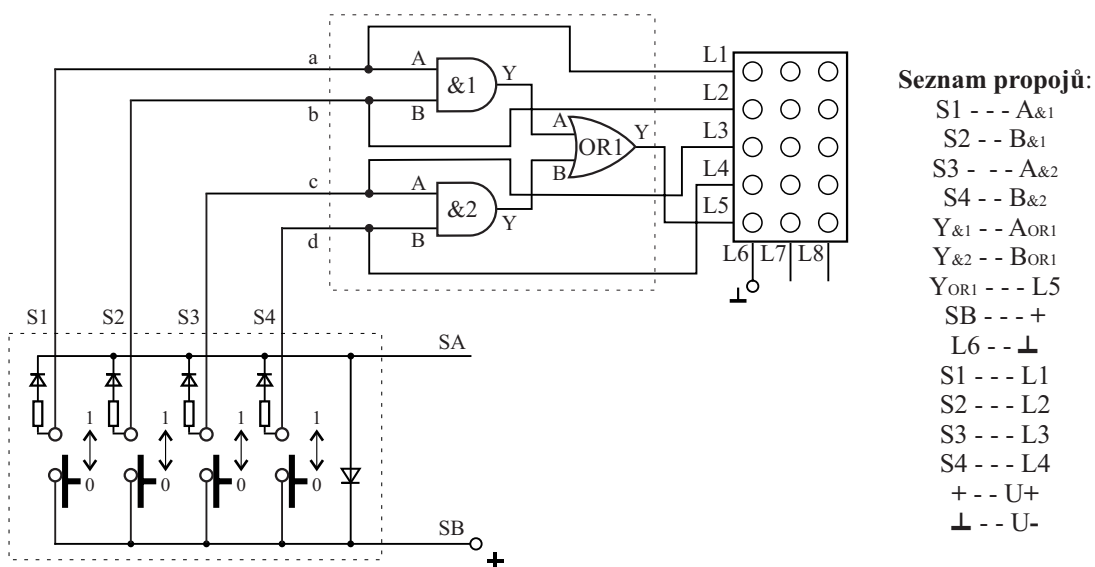 a
b
c
d
A
B
&1
Y
A
B
&2
Y
A
B
OR1
Y
L1
L2
L3
L4
L5
L6 L7 L8
⊥
S1 S2 S3 S4
SA
1 1 1 1
0 0 0 0
SB
+
Seznam propojů:
S1 - - - A&1
S2 - - B&1
S3 - - - A&2
S4 - - B&2
Y&1 - - AOR1
Y&2 - - BOR1
YOR1 - - - L5
SB - - - +
L6 - - ⊥
S1 - - - L1
S2 - - - L2
S3 - - - L3
S4 - - - L4
+ - - U+
⊥ - - U-